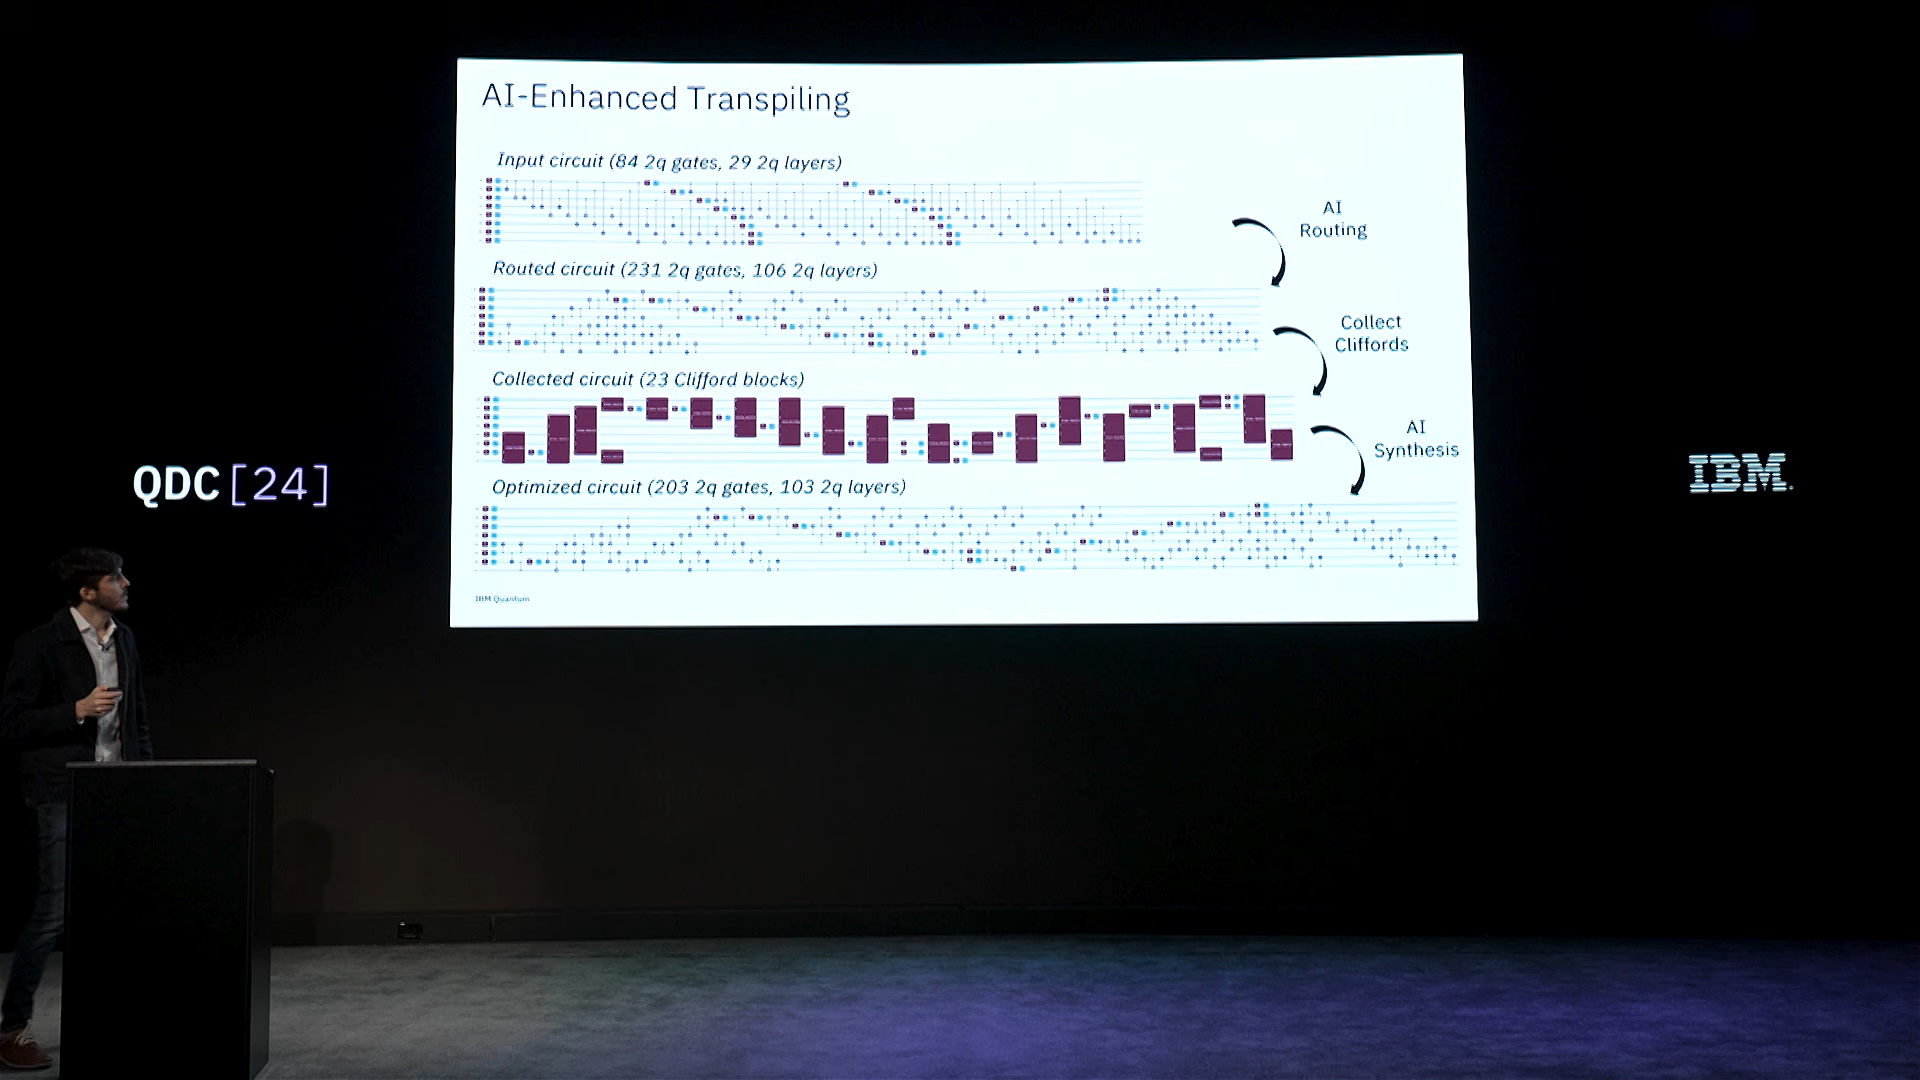 AI-Enhanced Transpiling
Input circuit (84 2q gates, 29 2q layers)
AI
Routing
Routed circuit (231 2q gates, 106 2q layers)
Collect
Cliffords
Collected circuit (23 Clifford blocks)
AI
Synthesis
Optimized circuit (203 2q gates, 103 2q layers)
IBM Quantum
QDC[24]
IBM.